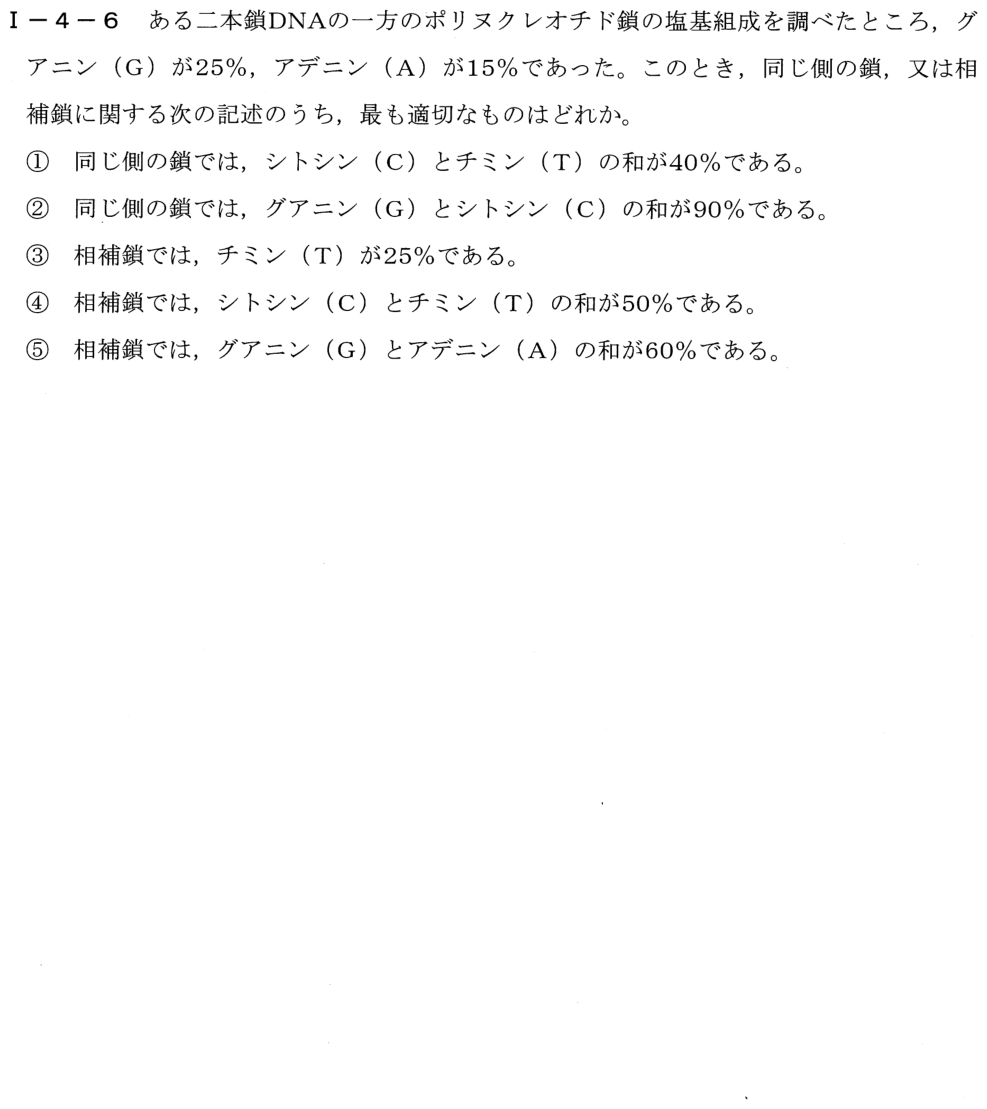 Ⅰ－4－6　ある二本鎖DNAの一方のポリヌクレオチド鎖の塩基組成を調べたところ，グ
アニン（G）が25％，アデニン（A）が15％であった。このとき，同じ側の鎖，又は相
補鎖に関する次の記述のうち，最も適切なものはどれか。
①　同じ側の鎖では，シトシン（C）とチミン（T）の和が40％である。
②　同じ側の鎖では，グアニン（G）とシトシン（C）の和が90％である。
③　相補鎖では，チミン（T）が25％である。
④　相補鎖では，シトシン（C）とチミン（T）の和が50％である。
⑤　相補鎖では，グアニン（G）とアデニン（A）の和が60％である。